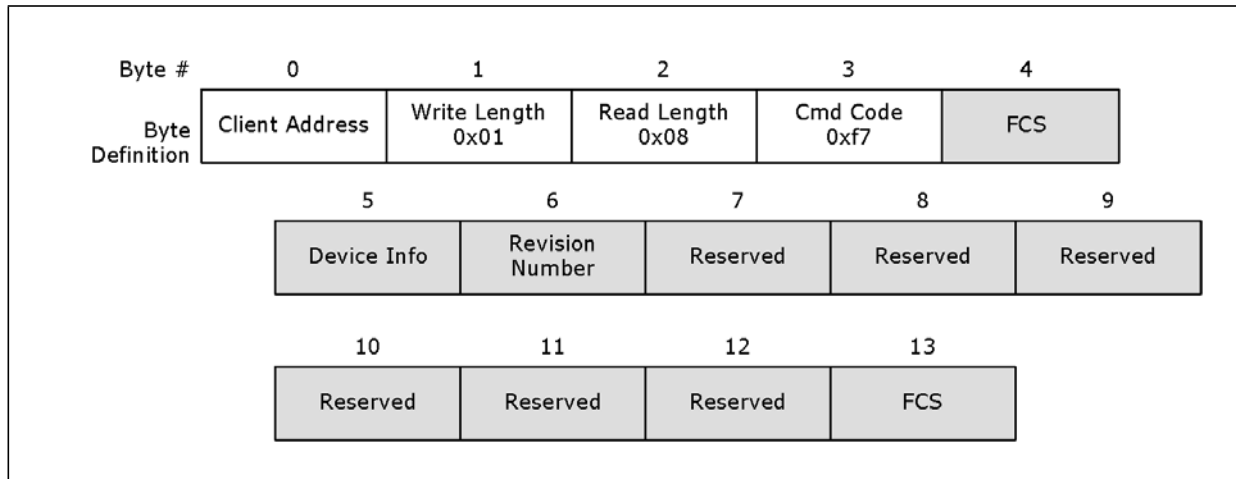 Byte # 0 1 2 3 4
Byte Definition Client Address Write Length 0x01 Read Length 0x08 Cmd Code 0xf7 FCS
5 6 7 8 9
Device Info Revision Number Reserved Reserved Reserved
10 11 12 13
Reserved Reserved Reserved FCS